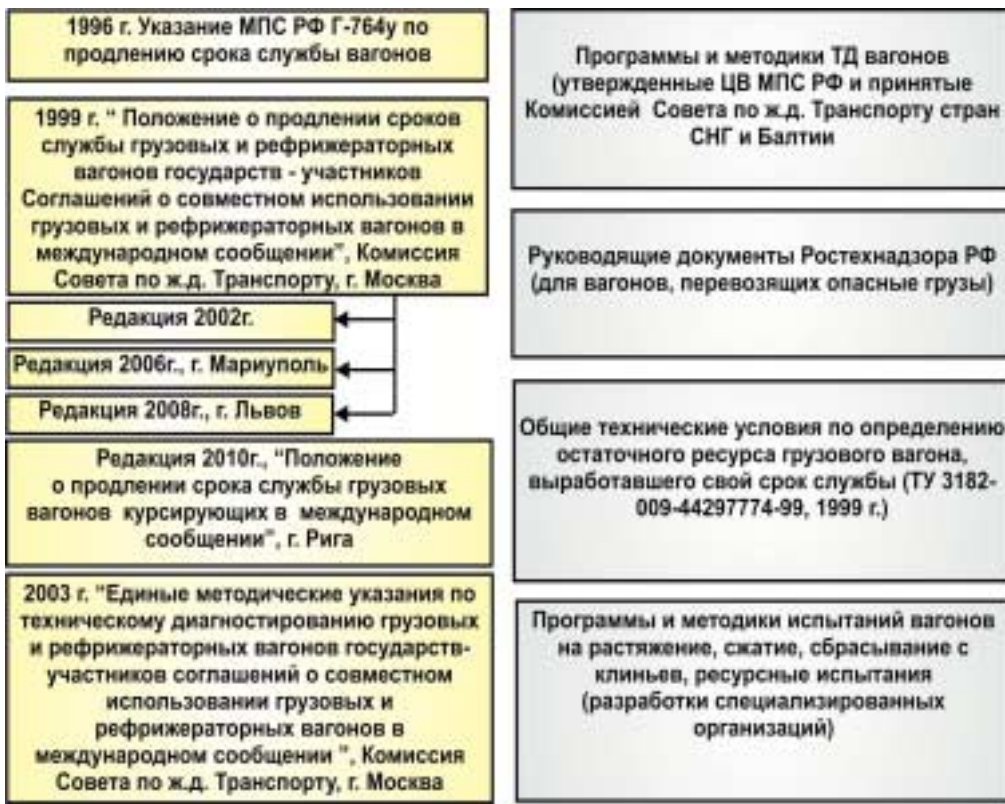 1996 г. Указание МПС РФ Г-764у по
продлению срока службы вагонов
1999 г. “ Положение о продлении сроков
службы грузовых и рефрижераторных
вагонов государств - участников
Соглашений о совместном использовании
грузовых и рефрижераторных вагонов в
международном сообщении”, Комиссия
Совета по ж.д. Транспорту, г. Москва
Редакция 2002г.
Редакция 2006г., г. Мариуполь
Редакция 2008г., г. Львов
Редакция 2010г., “Положение
о продлении срока службы грузовых
вагонов курсирующих в международном
сообщении”, г. Рига
2003 г. “Единые методические указания по
техническому диагностированию грузовых
и рефрижераторных вагонов государств-
участников соглашений о совместном
использовании грузовых и
рефрижераторных вагонов в
международном сообщении ”, Комиссия
Совета по ж.д. Транспорту, г. Москва
Программы и методики ТД вагонов
(утвержденные ЦВ МПС РФ и принятые
Комиссией Совета по ж.д. Транспорту стран
СНГ и Балтии
Руководящие документы Ростехнадзора РФ
(для вагонов, перевозящих опасные грузы)
Общие технические условия по определению
остаточного ресурса грузового вагона,
выработавшего свой срок службы (ТУ 3182-
009-44297774-99, 1999 г.)
Программы и методики испытаний вагонов
на растяжение, сжатие, сбрасывание с
клиньев, ресурсные испытания
(разработки специализированных
организаций)